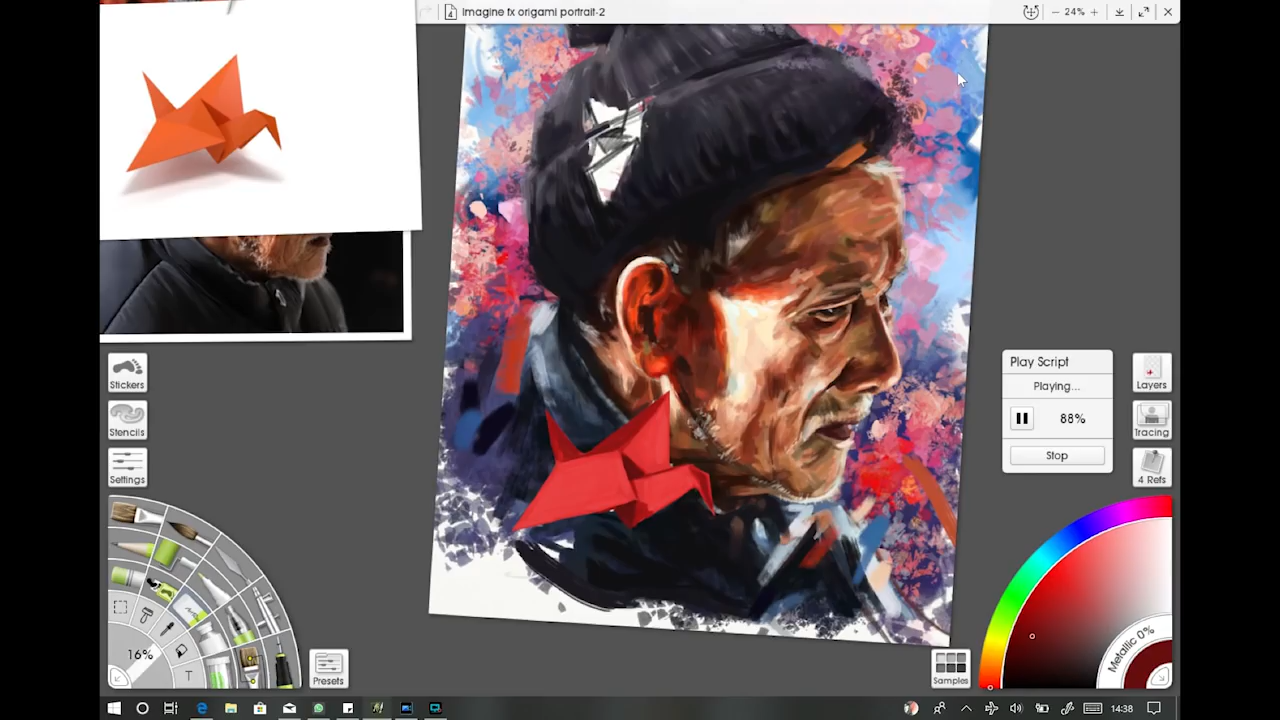 imagine fx origami portrait-2
24%
Stickers
Stencils
Settings
Play Script
Playing...
88%
Stop
Layers
Tracing
4 Refs
16%
T
Presets
Metallic 0%
Samples
14:38